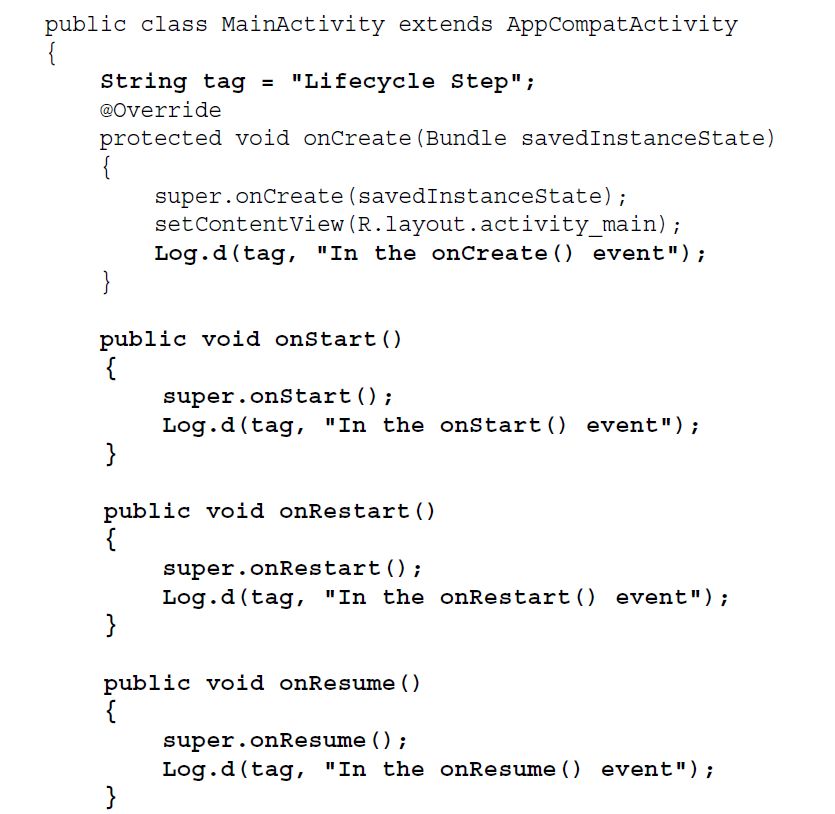 public class MainActivity extends AppCompatActivity
{
String tag = "Lifecycle Step";
@Override
protected void onCreate(Bundle savedInstanceState)
{
super.onCreate(savedInstanceState);
setContentView(R.layout.activity_main);
Log.d(tag, "In the onCreate() event");
}
public void onStart()
{
super.onStart();
Log.d(tag, "In the onStart() event");
}
public void onRestart()
{
super.onRestart();
Log.d(tag, "In the onRestart() event");
}
public void onResume()
{
super.onResume();
Log.d(tag, "In the onResume() event");
}